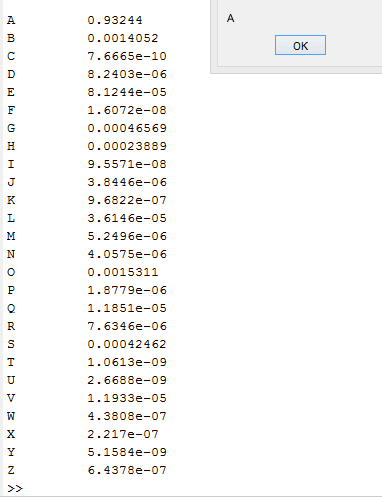 A 0.93244
B 0.0014052
C 7.6665e-10
D 8.2403e-06
E 8.1244e-05
F 1.6072e-08
G 0.00046569
H 0.00023889
I 9.5571e-08
J 3.8446e-06
K 9.6822e-07
L 3.6146e-05
M 5.2496e-06
N 4.0576e-06
O 0.0015311
P 1.8779e-06
Q 1.1851e-05
R 7.6346e-06
S 0.00042462
T 1.0613e-09
U 2.6688e-09
V 1.1933e-05
W 4.3808e-07
X 2.217e-07
Y 5.1584e-09
Z 6.4378e-07
>>
A
OK